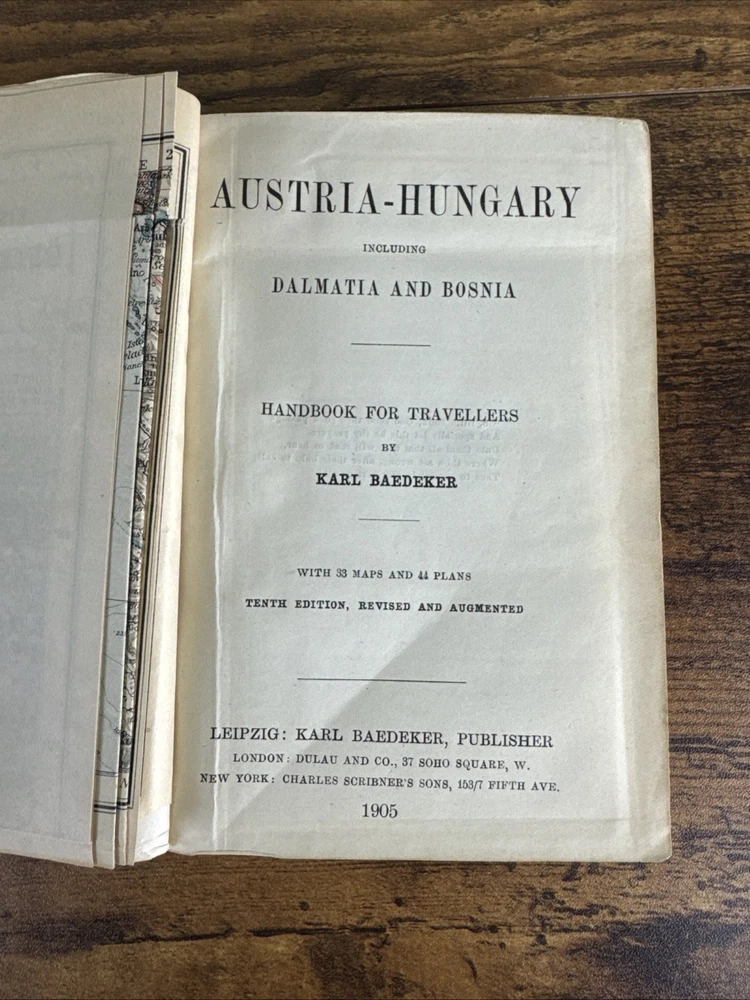 AUSTRIA-HUNGARY
INCLUDING
DALMATIA AND BOSNIA
HANDBOOK FOR TRAVELLERS
BY
KARL BAEDEKER
WITH 33 MAPS AND 44 PLANS
TENTH EDITION, REVISED AND AUGMENTED
LEIPZIG: KARL BAEDEKER, PUBLISHER
LONDON: DULAU AND CO., 37 SOHO SQUARE, W.
NEW YORK: CHARLES SCRIBNER'S SONS, 153/7 FIFTH AVE.
1905